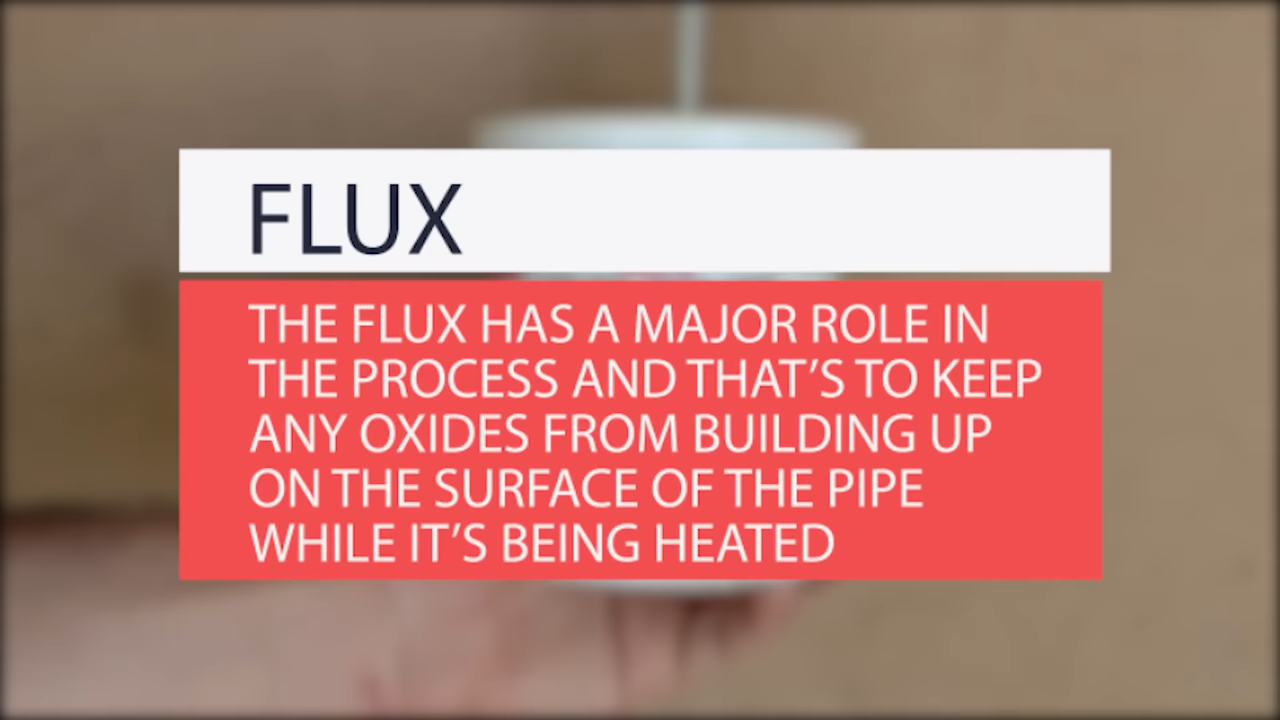 FLUX
THE FLUX HAS A MAJOR ROLE IN
THE PROCESS AND THAT'S TO KEEP
ANY OXIDES FROM BUILDING UP
ON THE SURFACE OF THE PIPE
WHILE IT'S BEING HEATED